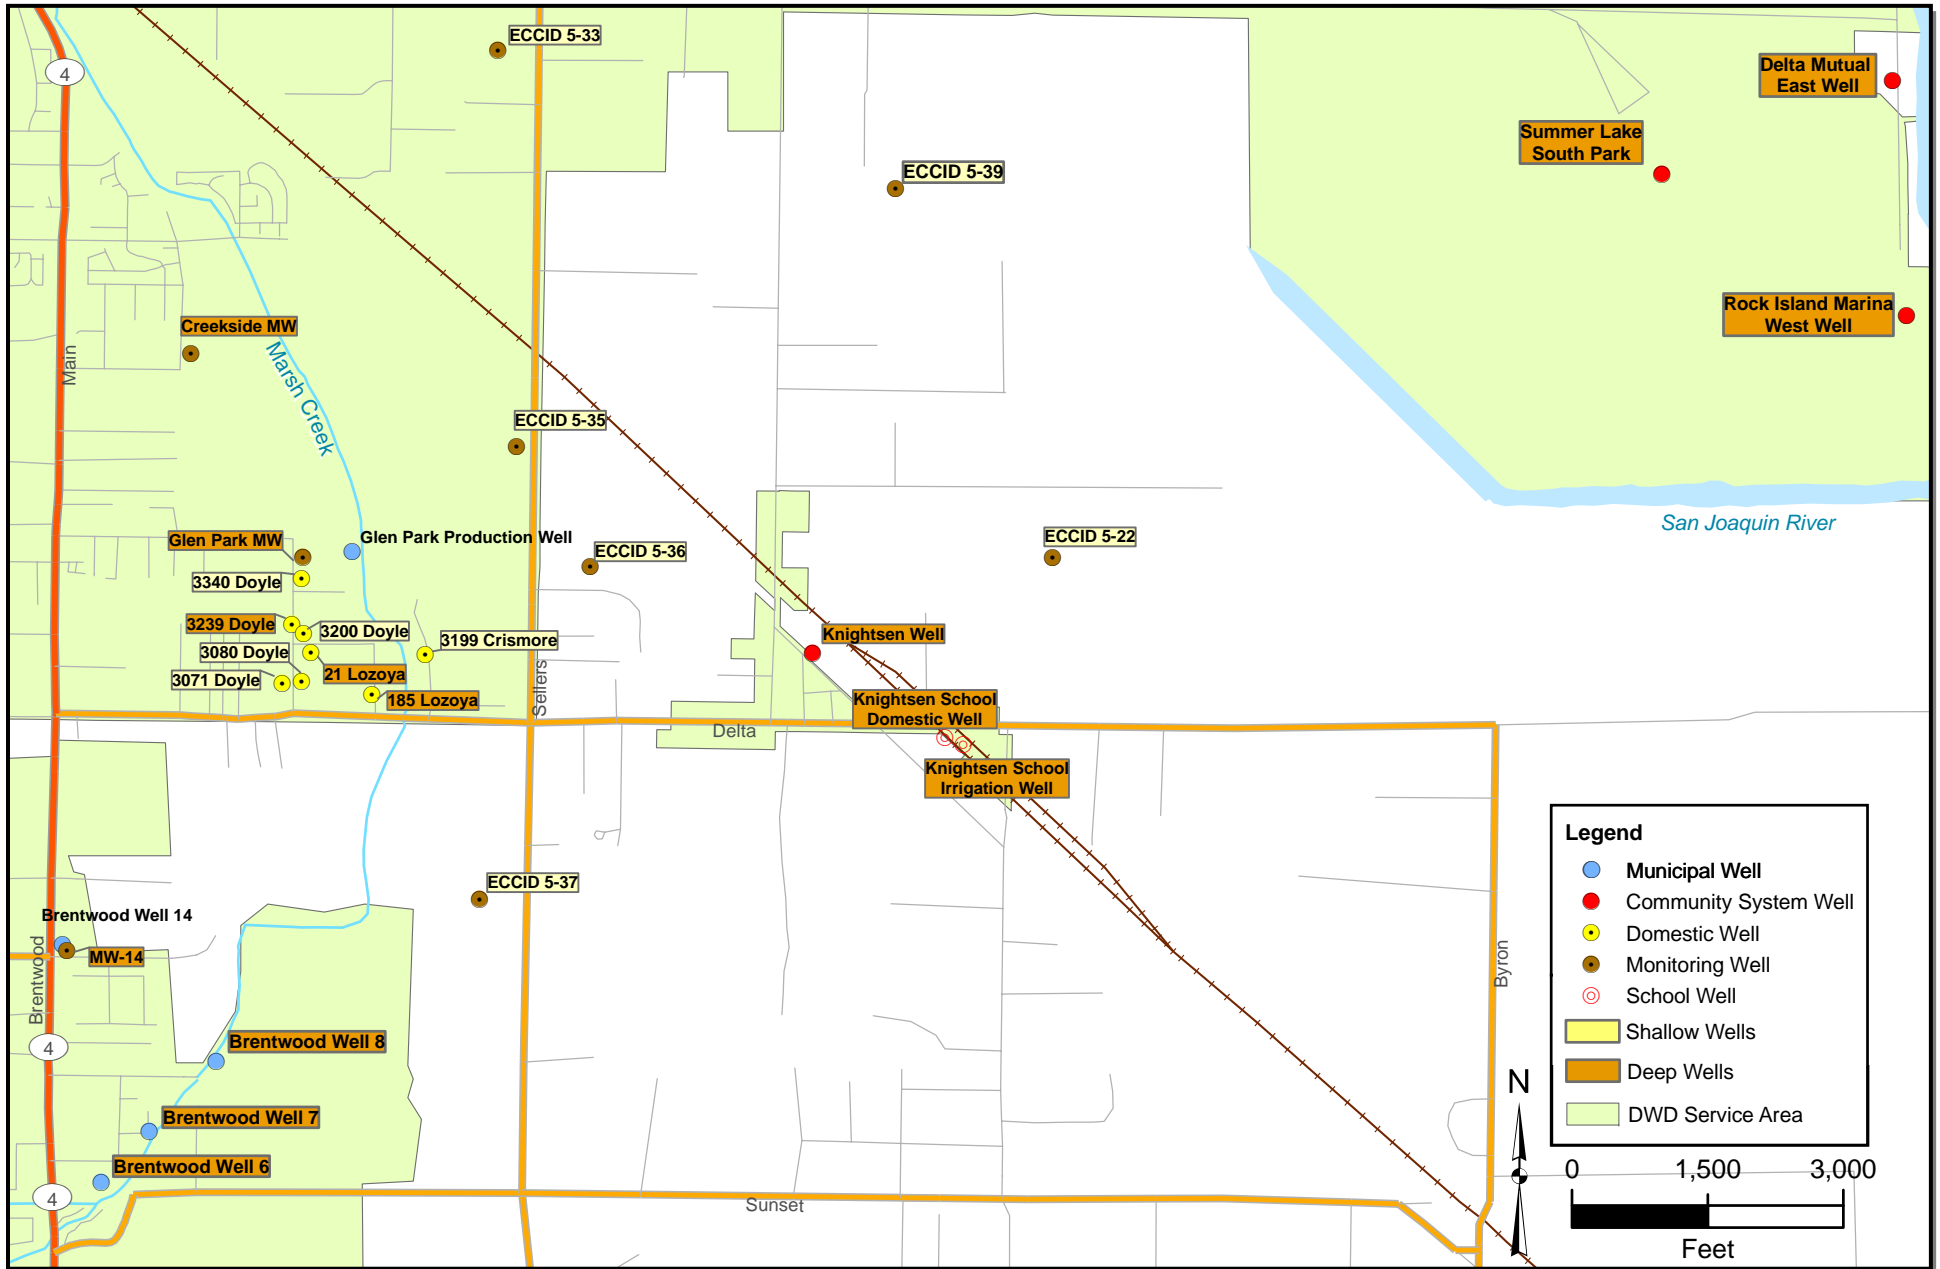 ECCID 5-33
4
Delta Mutual
East Well
Summer Lake
South Park
ECCID 5-39
Rock Island Marina
West Well
Creekside MW
Main
Marsh Creek
ECCID 5-35
San Joaquin River
Glen Park MW
Glen Park Production Well
ECCID 5-36
ECCID 5-22
3340 Doyle
3239 Doyle
3200 Doyle
3199 Crismore
Knightsen Well
3080 Doyle
21 Lozoya
3071 Doyle
185 Lozoya
Sellers
Knightsen School
Domestic Well
Delta
Knightsen School
Irrigation Well
ECCID 5-37
Brentwood Well 14
MW-14
Brentwood
Byron
4
Brentwood Well 8
Brentwood Well 7
Brentwood Well 6
4
Sunset
Legend
Municipal Well
Community System Well
Domestic Well
Monitoring Well
School Well
Shallow Wells
Deep Wells
DWD Service Area
N
0 1,500 3,000
Feet